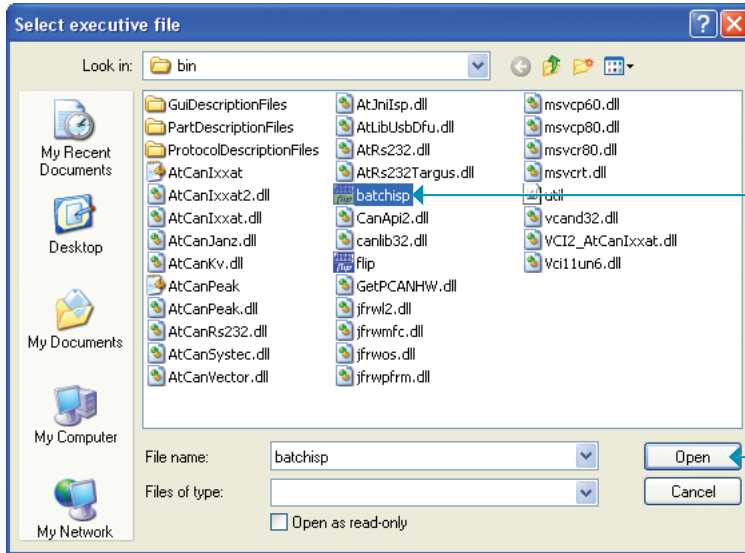 Select executive file
Look in:
bin
My Recent
Documents
Desktop
My Documents
My Computer
My Network
GuiDescriptionFiles
PartDescriptionFiles
ProtocolDescriptionFiles
AtCanIxxat
AtCanIxxat2.dll
AtCanIxxat.dll
AtCanJanz.dll
AtCanKv.dll
AtCanPeak
AtCanPeak.dll
AtCanRs232.dll
AtCanSystec.dll
AtCanVector.dll
AtJniIsp.dll
AtLibUsbDfu.dll
AtRs232.dll
AtRs232Targus.dll
batchisp
CanApi2.dll
canlib32.dll
flip
GetPCANHW.dll
jfrwl2.dll
jfrwmfc.dll
jfrwos.dll
jfrwpfrm.dll
msvcp60.dll
msvcp80.dll
msvcr80.dll
msvcrt.dll
util
vcand32.dll
VCI2_AtCanIxxat.dll
Vci11un6.dll
File name:
batchisp
Open
Files of type:
Cancel
Open as read-only